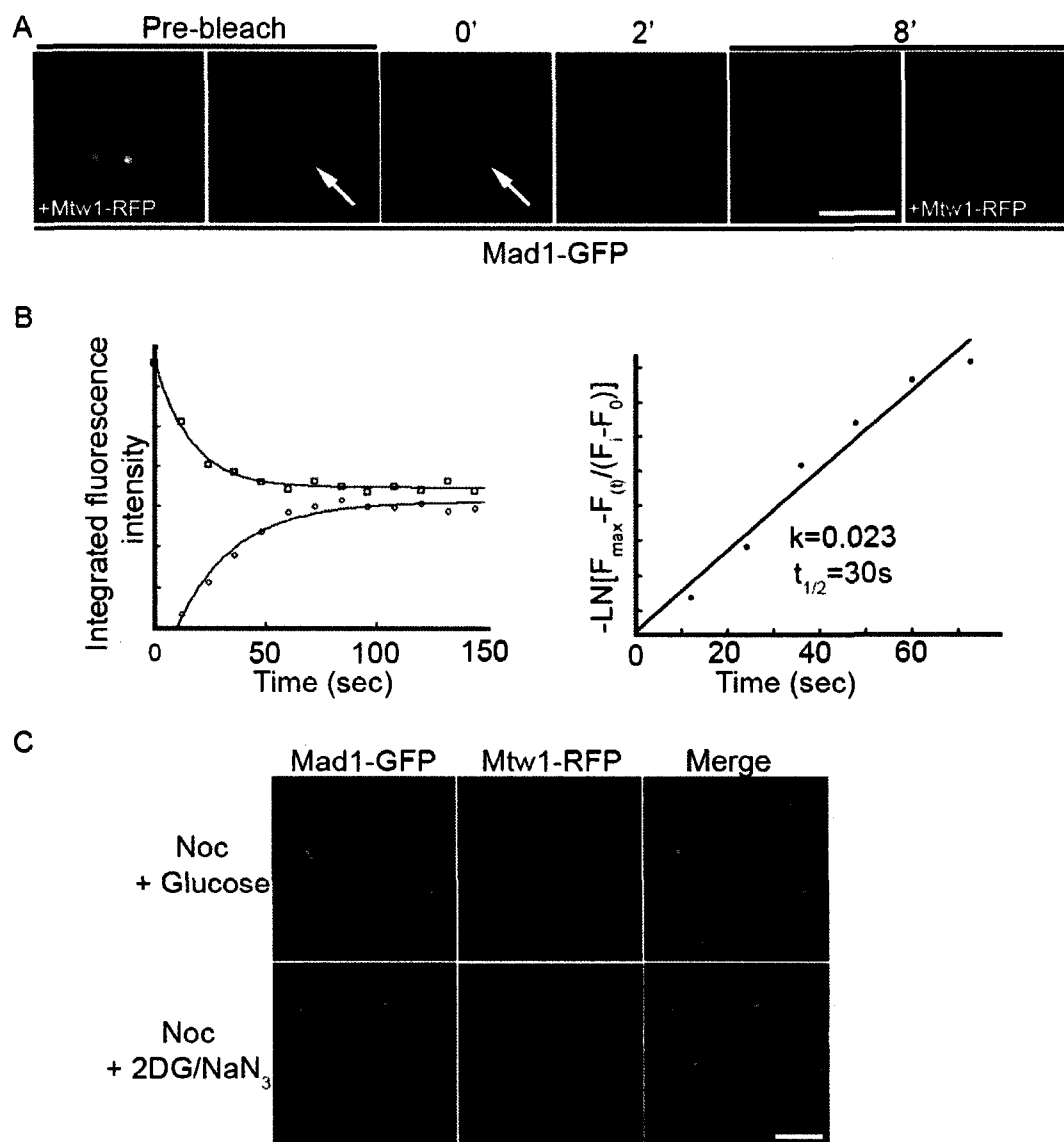 A
Pre-bleach
0'
2'
8'
+Mtw1-RFP
+Mtw1-RFP
Mad1-GFP
B
Integrated fluorescence
intensity
0
50
100
150
Time (sec)
-LN[F_max-F_(t)/(F_i-F_0)]
k=0.023
t_1/2=30s
0
20
40
60
Time (sec)
C
Mad1-GFP
Mtw1-RFP
Merge
Noc
+ Glucose
Noc
+ 2DG/NaN_3